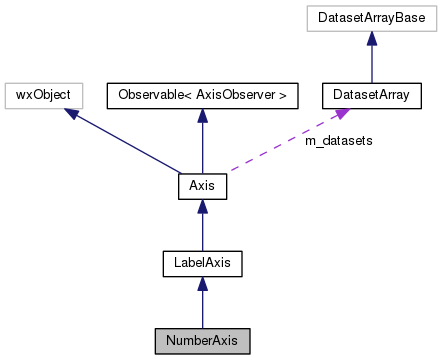 DatasetArrayBase
wxObject
Observable< AxisObserver >
DatasetArray
m_datasets
Axis
LabelAxis
NumberAxis